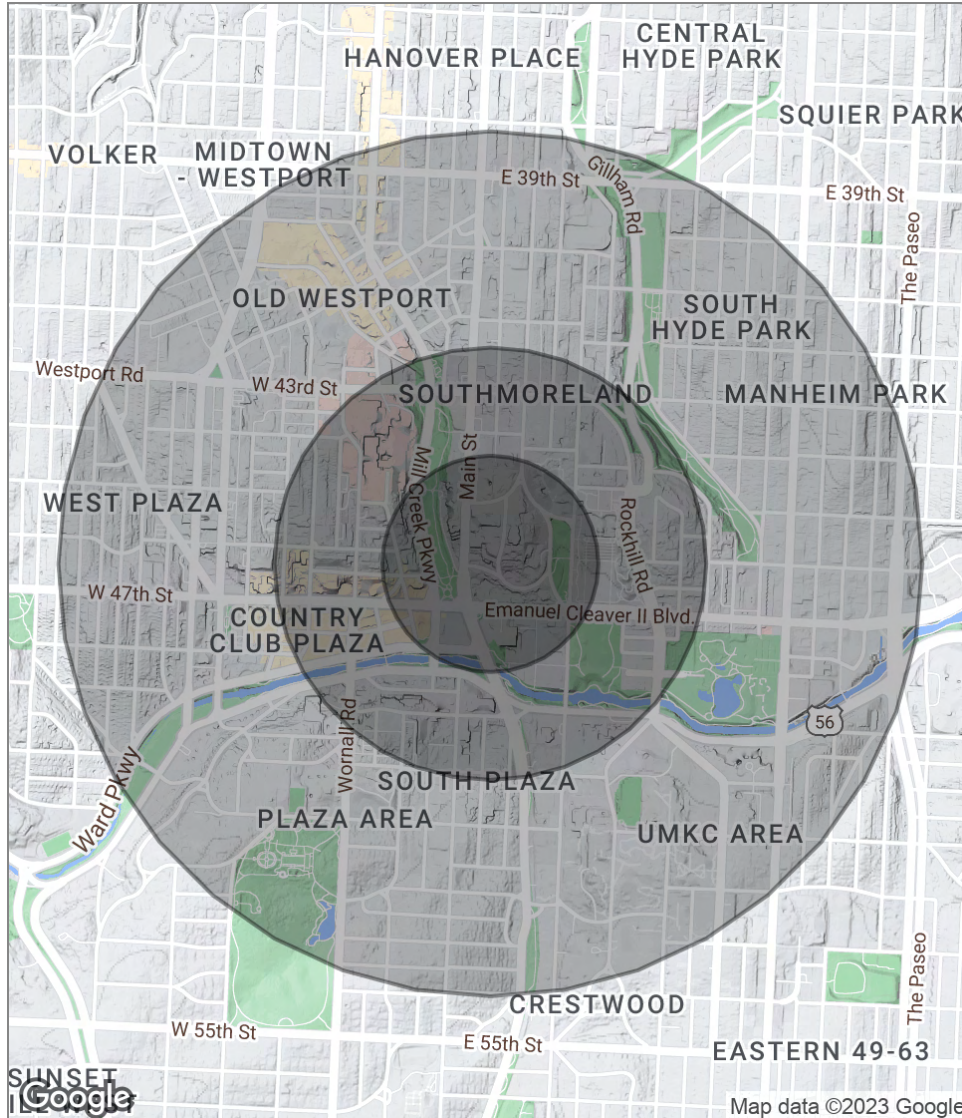 CENTRAL
HYDE PARK
HANOVER PLACE
SQUIER PARK
VOLKER
MIDTOWN
- WESTPORT
E 39th St
Gillham Rd
E 39th St
The Paseo
OLD WESTPORT
SOUTH
HYDE PARK
Westport Rd
W 43rd St
SOUTHMORELAND
MANHEIM PARK
Main St
Mill Creek Pkwy
WEST PLAZA
Rockhill Rd
W 47th St
Emanuel Cleaver II Blvd.
COUNTRY
CLUB PLAZA
56
Wornall Rd
SOUTH PLAZA
Ward Pkwy
PLAZA AREA
UMKC AREA
The Paseo
CRESTWOOD
W 55th St
E 55th St
EASTERN 49-63
SUNSET
Google
Map data ©2023 Google